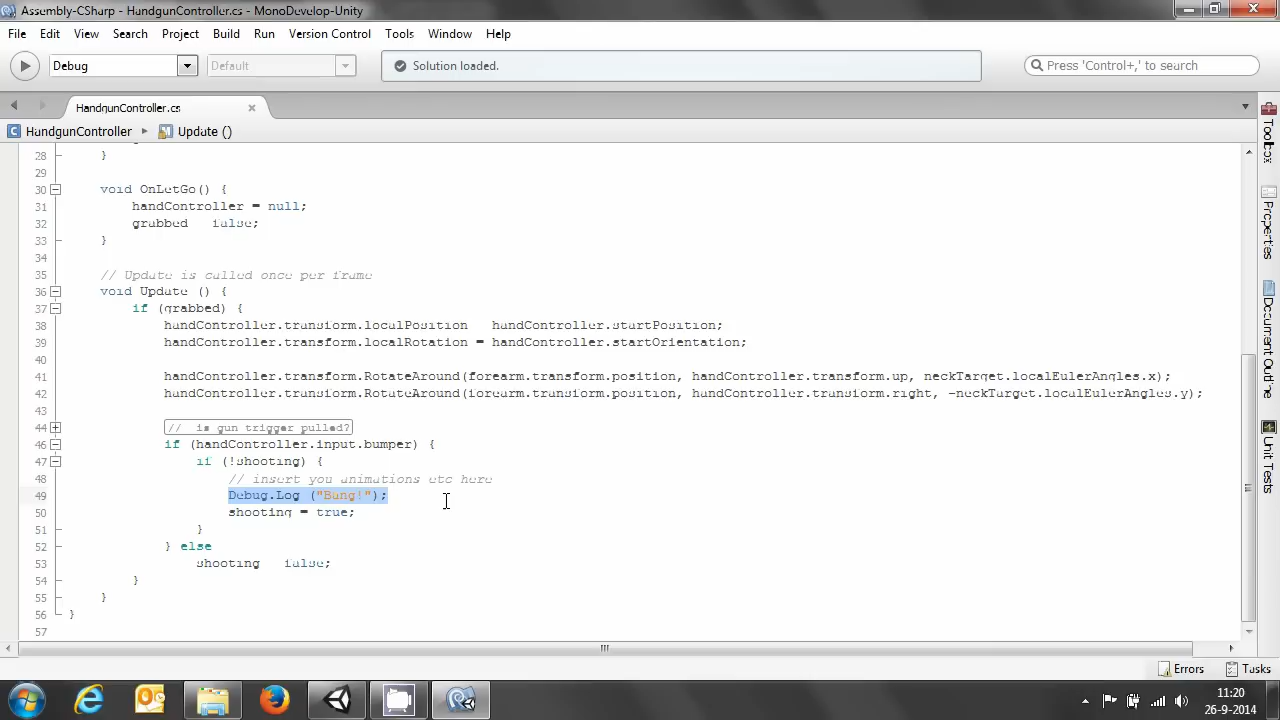 Assembly-CSharp - HandgunController.cs - MonoDevelop-Unity
File Edit View Search Project Build Run Version Control Tools Window Help
Debug Default Solution loaded. Press 'Control+,' to search
HandgunController.cs
HandgunController Update ()
28 }
29
30 void OnLetGo() {
31 handController = null;
32 grabbed false;
33 }
34
35 // Update is called once per frame
36 void Update () {
37 if (grabbed) {
38 handController.transform.localPosition handController.startPosition;
39 handController.transform.localRotation = handController.startOrientation;
40
41 handController.transform.RotateAround(forearm.transform.position, handController.transform.up, neckTarget.localEulerAngles.x);
42 handController.transform.RotateAround(forearm.transform.position, handController.transform.right, -neckTarget.localEulerAngles.y);
43
44 // is gun trigger pulled?
46 if (handController.input.bumper) {
47 if (!shooting) {
48 // insert you animations etc here
49 Debug.Log ("Bang!");
50 shooting = true;
51 }
52 } else
53 shooting false;
54 }
55 }
56 }
57
Toolbox
Properties
Document Outline
Unit Tests
Errors Tasks
11:20
26-9-2014